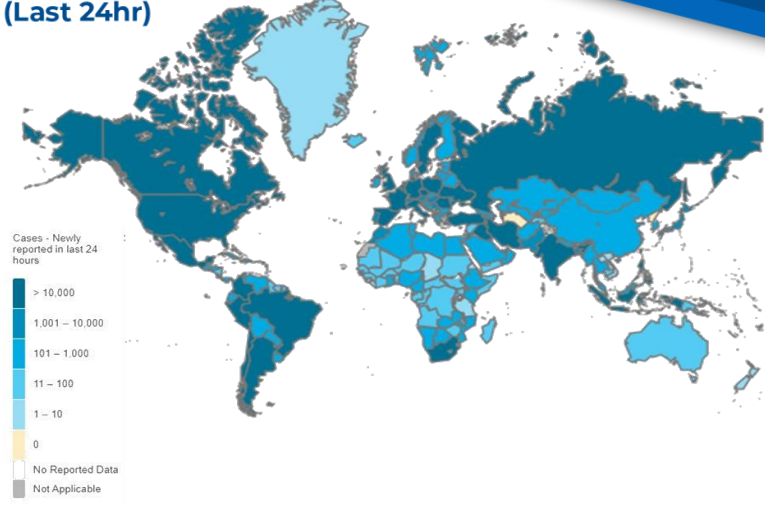 (Last 24hr)
Cases - Newly
reported in last 24
hours
> 10,000
1,001 – 10,000
101 – 1.000
11 – 100
1 – 10
0
No Reported Data
Not Applicable